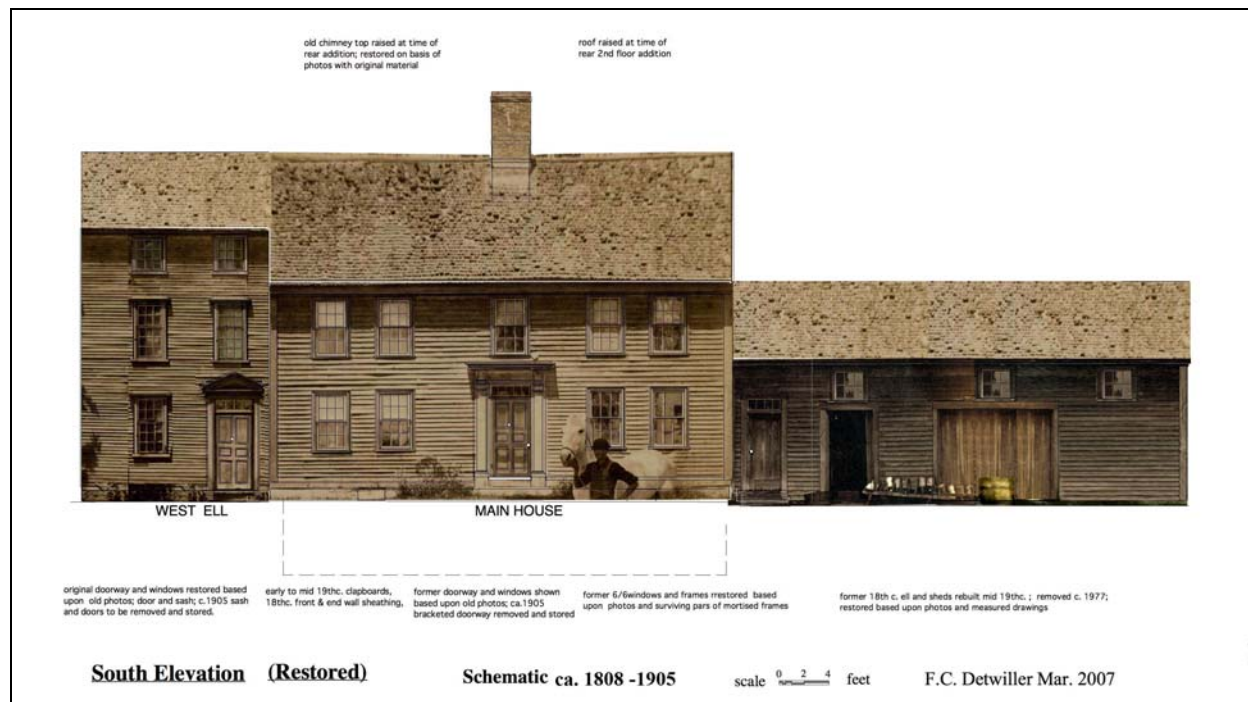 old chimney top raised at time of
rear addition; restored on basis of
photos with original material
roof raised at time of
rear 2nd floor addition
WEST ELL
MAIN HOUSE
original doorway and windows restored based
upon old photos; door and sash; c.1905 sash
and doors to be removed and stored.
early to mid 19thc. clapboards,
18thc. front & end wall sheathing,
former doorway and windows shown
based upon old photos; ca.1905
bracketed doorway removed and stored
former 6/6windows and frames rrestored based
upon photos and surviving pars of mortised frames
former 18th c. ell and sheds rebuilt mid 19thc. ; removed c. 1977;
restored based upon photos and measured drawings
South Elevation (Restored)
Schematic ca. 1808 -1905
scale 0 2 4 feet
F.C. Detwiller Mar. 2007